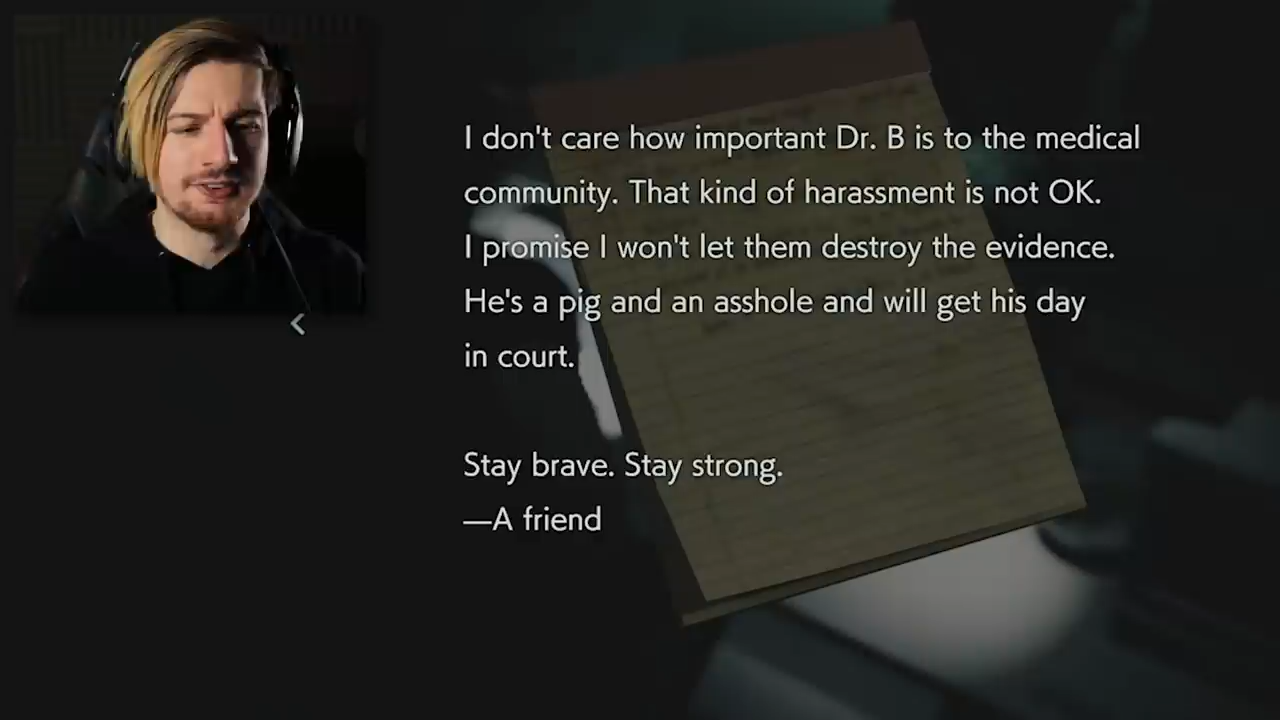 I don't care how important Dr. B is to the medical
community. That kind of harassment is not OK.
I promise I won't let them destroy the evidence.
He's a pig and an asshole and will get his day
in court.
Stay brave. Stay strong.
—A friend